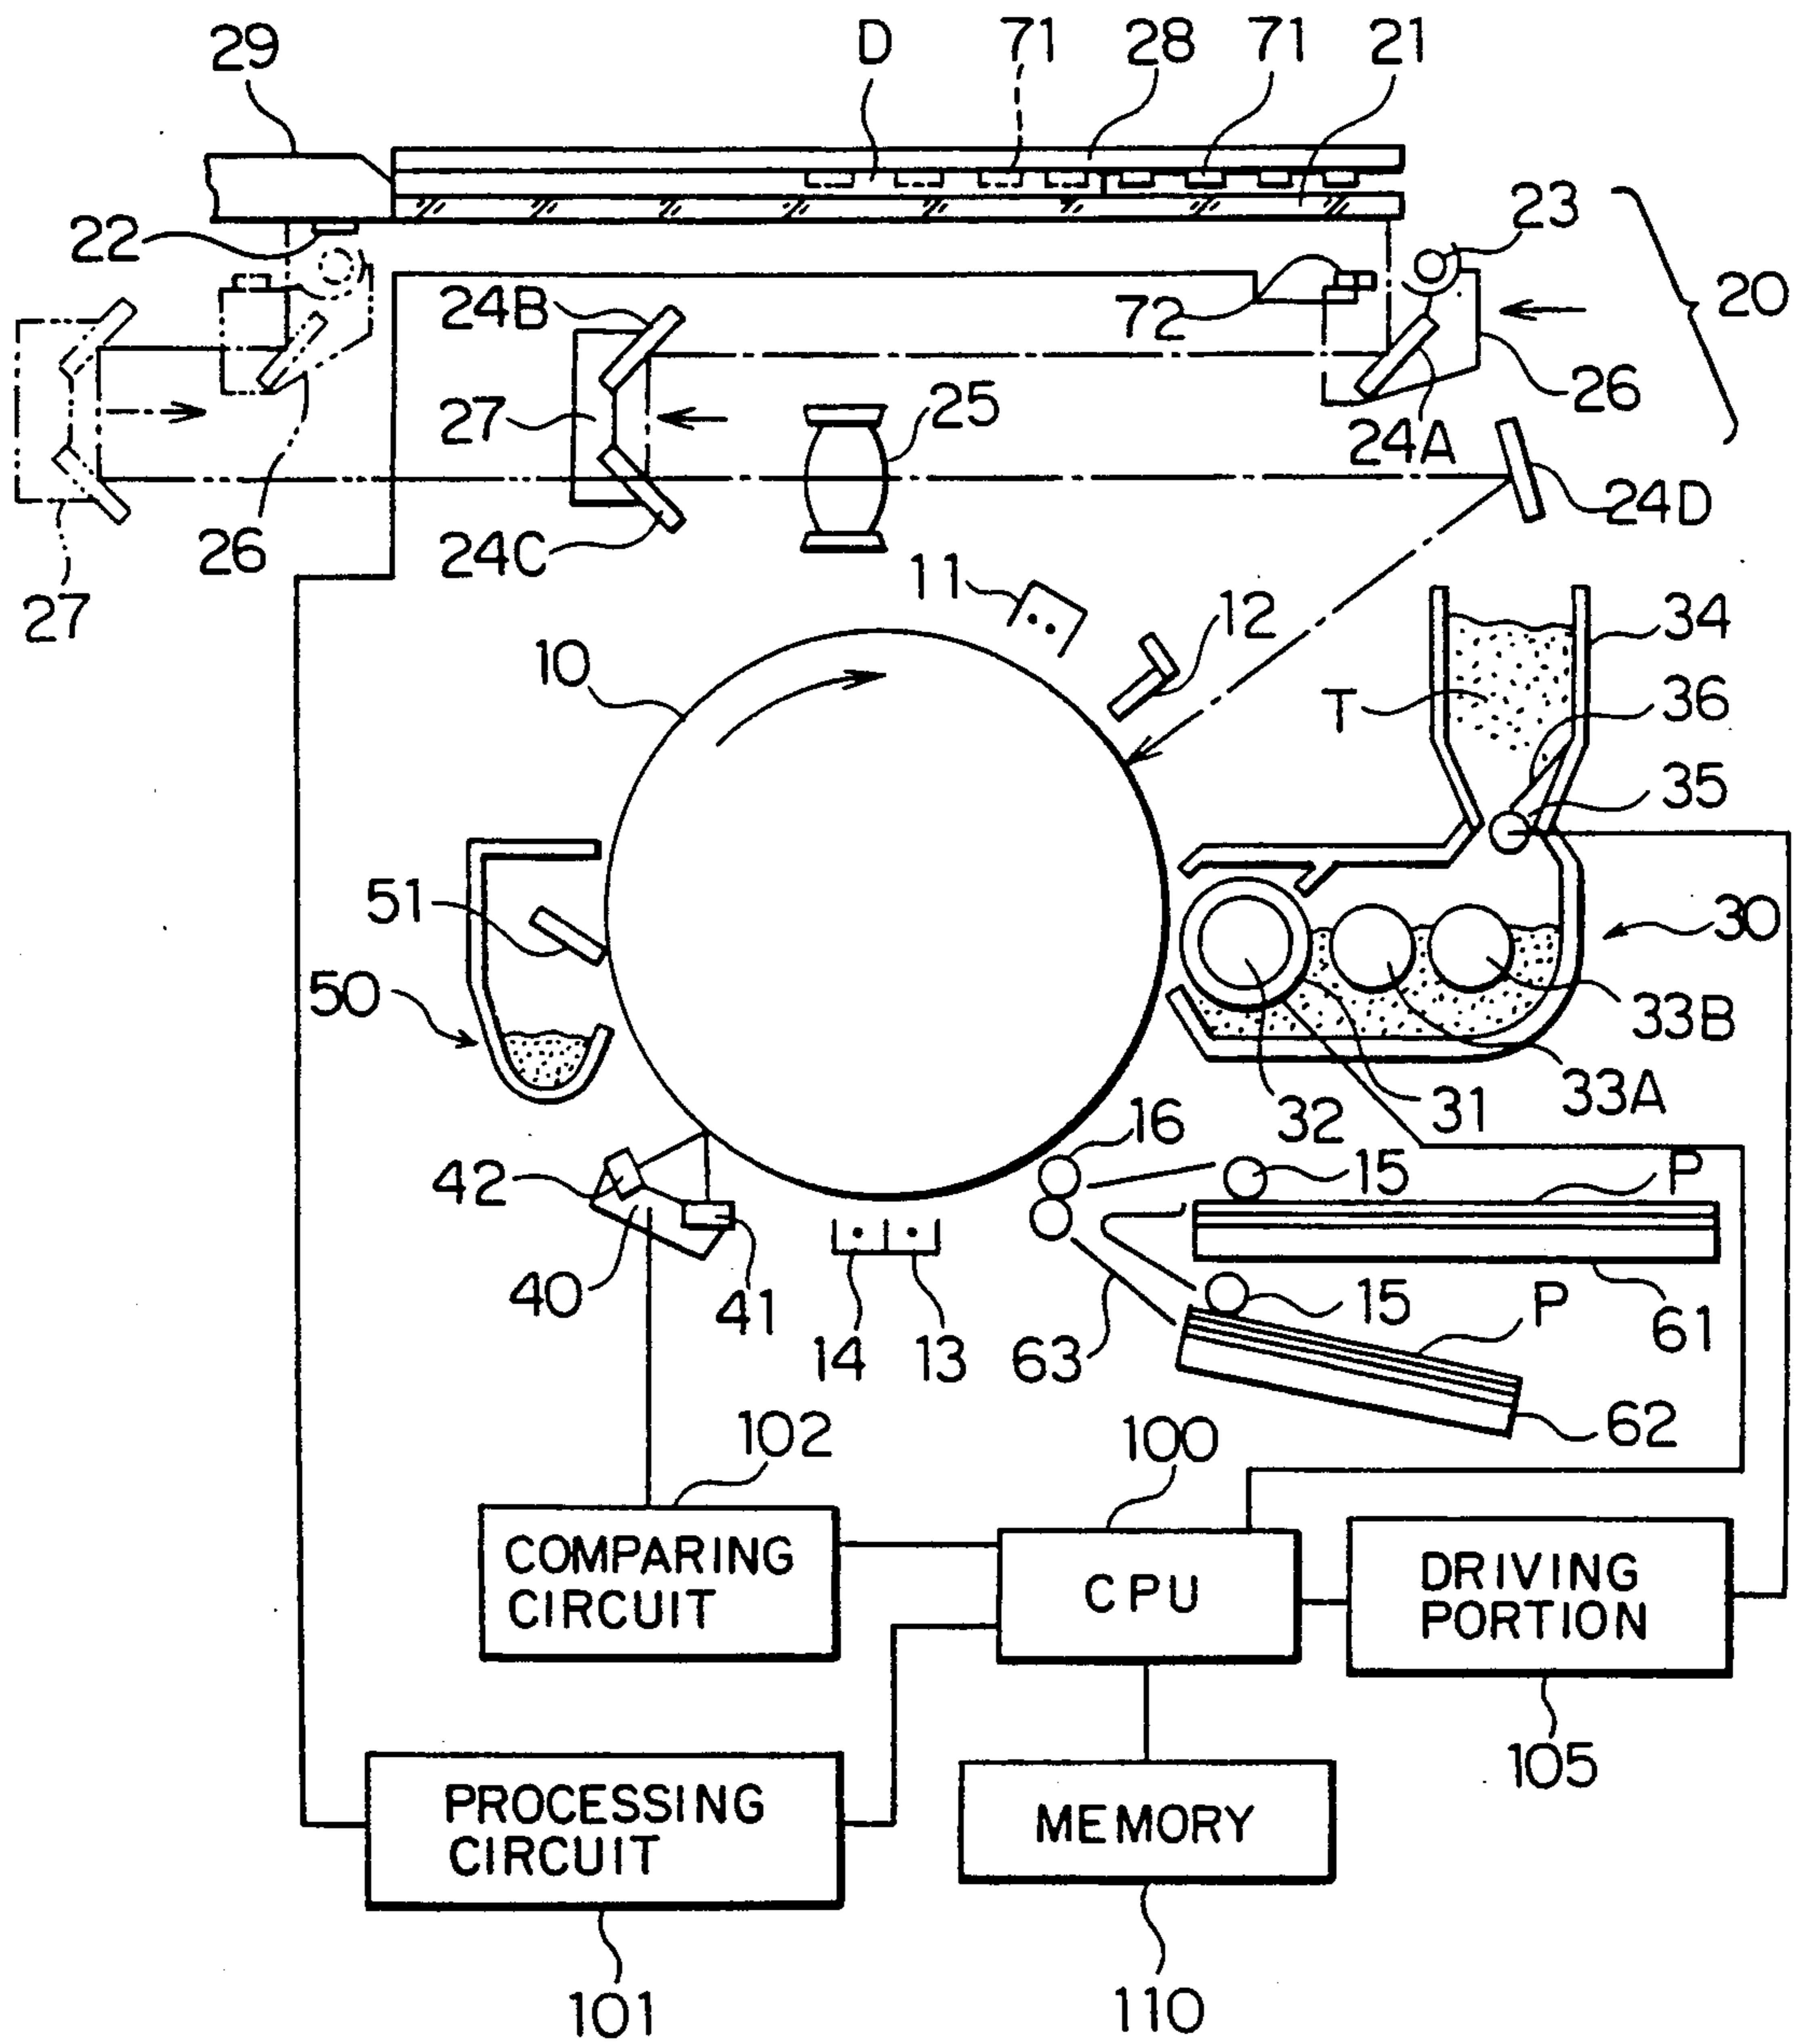 29
D
71
28
71
21
22
23
20
24B
72
26
27
25
24A
24D
26
24C
27
11
12
34
10
T
36
35
51
30
50
33B
33A
31
32
16
15
P
42
40
41
14
13
63
15
P
61
62
102
100
COMPARING
CIRCUIT
CPU
DRIVING
PORTION
105
PROCESSING
CIRCUIT
MEMORY
101
110